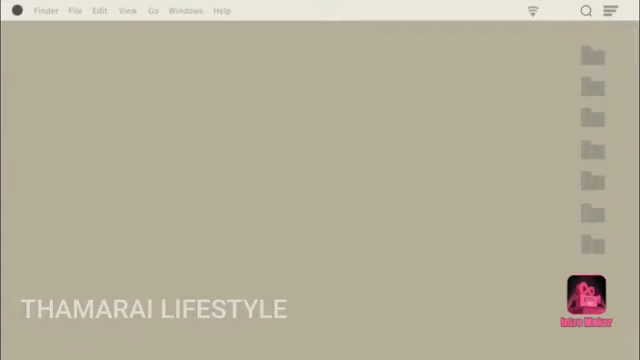 Finder File Edit View Go Windows Help
THAMARAI LIFESTYLE
Intro Maker